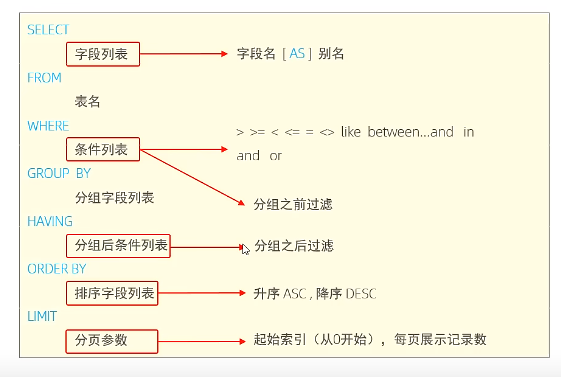 SELECT
字段列表 字段名 [ AS ] 别名
FROM
表名
WHERE
> >= < <= = <> like between...and in
条件列表
and or
GROUP BY
分组字段列表 分组之前过滤
HAVING
分组后条件列表 分组之后过滤
ORDER BY
排序字段列表 升序 ASC , 降序 DESC
LIMIT
分页参数 起始索引（从0开始），每页展示记录数